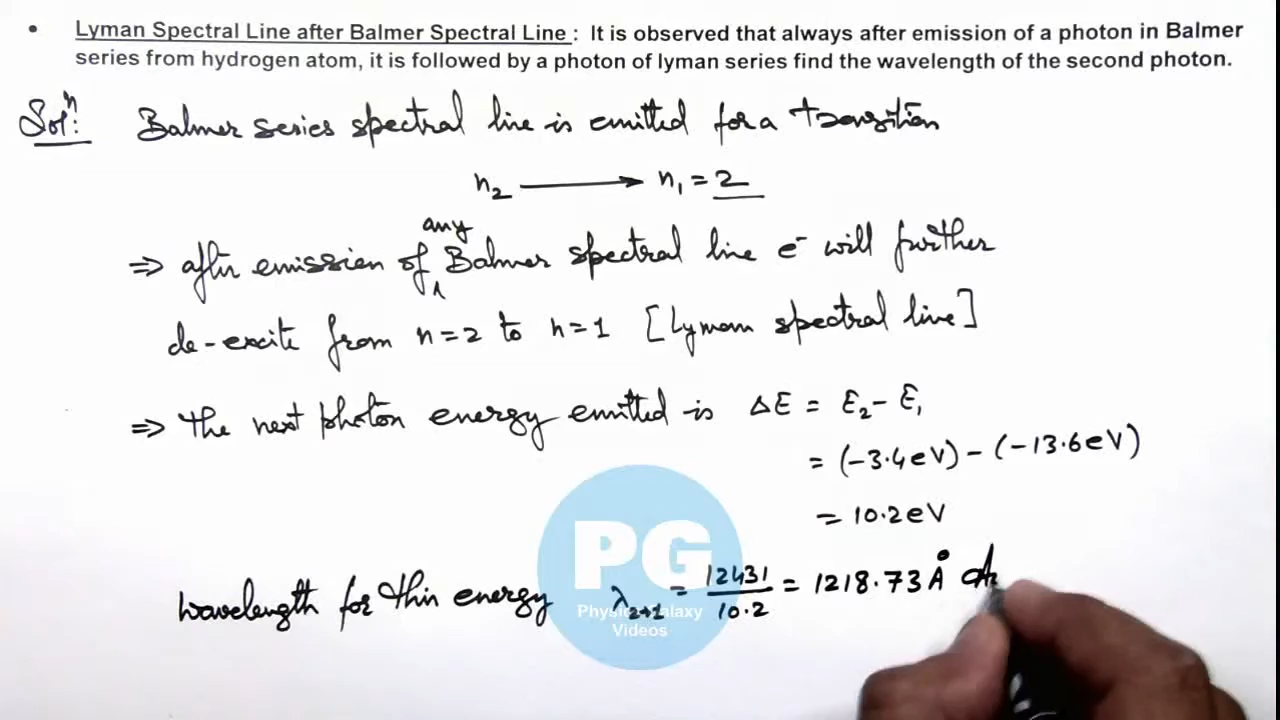 • Lyman Spectral Line after Balmer Spectral Line : It is observed that always after emission of a photon in Balmer
series from hydrogen atom, it is followed by a photon of lyman series find the wavelength of the second photon.
Solⁿ: Balmer series spectral line is emitted for a transition
n₂ ⟶ n₁ = 2
any
⇒ after emission of ∧ Balmer spectral line e⁻ will further
de-excite from n=2 to n=1 [Lyman spectral line]
⇒ The next photon energy emitted is ΔE = E₂ - E₁
= (-3.4eV) - (-13.6eV)
= 10.2eV
PG
wavelength for this energy λ₂→₁ = 12431/10.2 = 1218.73 Å
Physics Galaxy
Videos